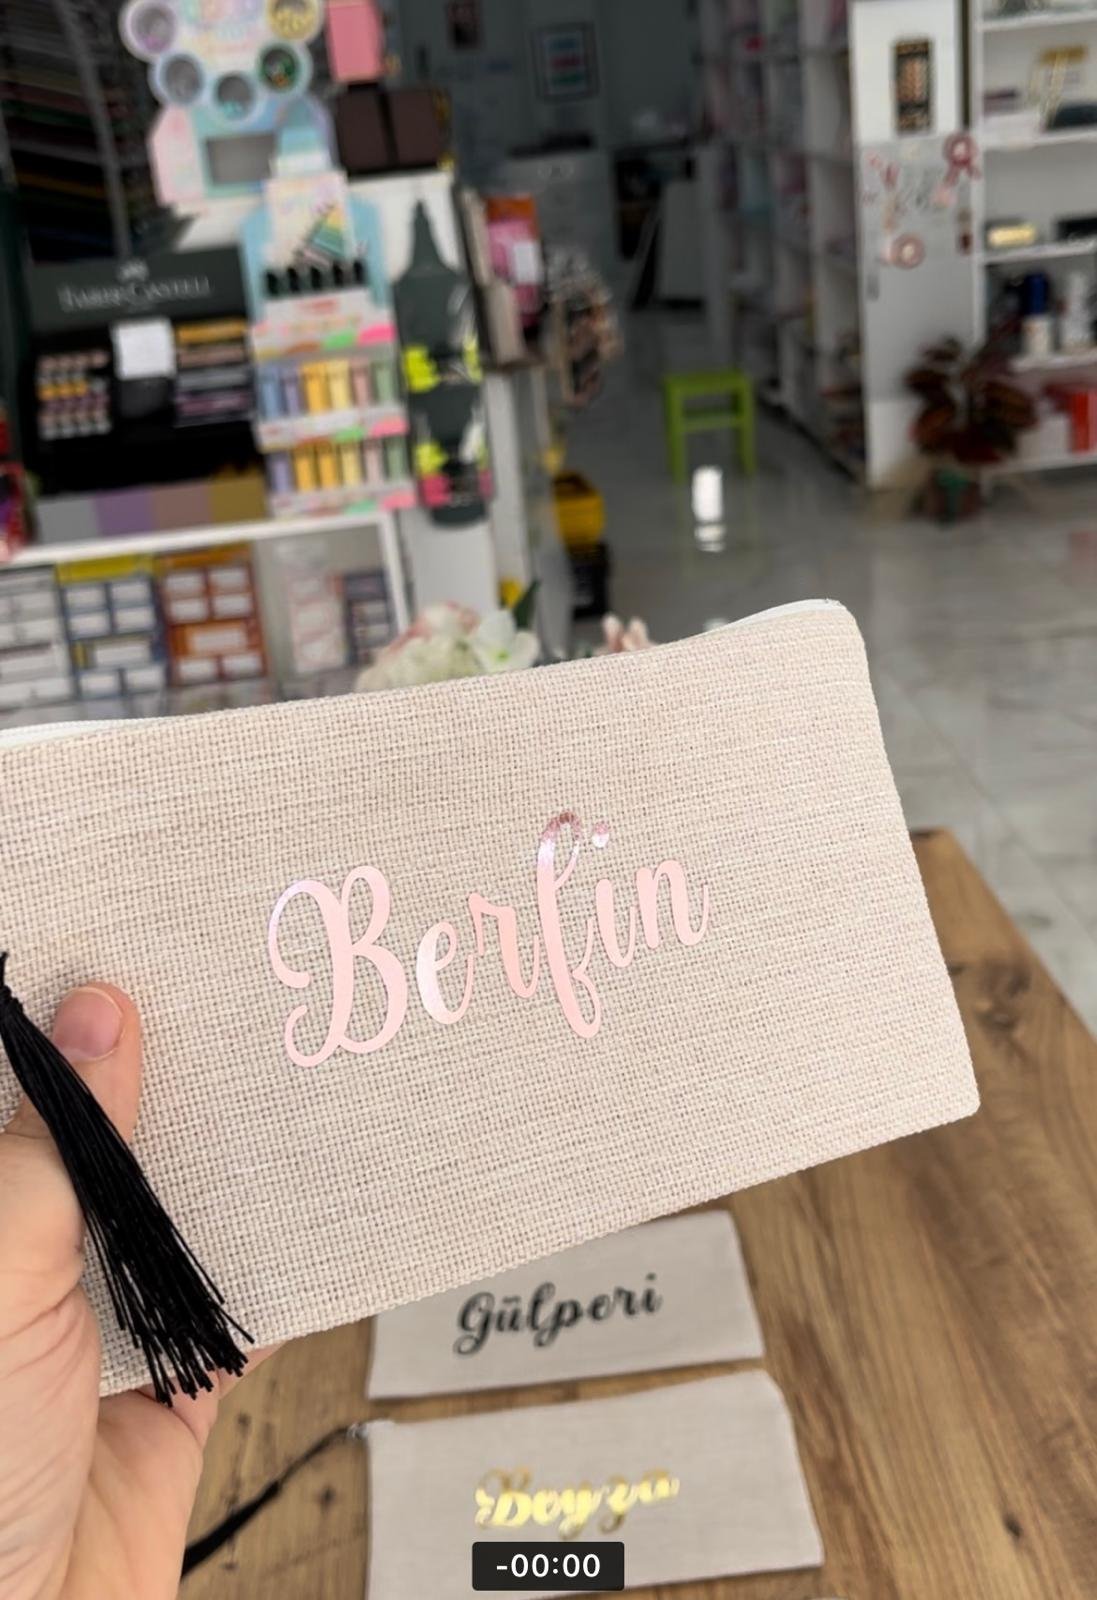 FABER-CASTELL
Berfin
Gülperi
Beyza
-00:00